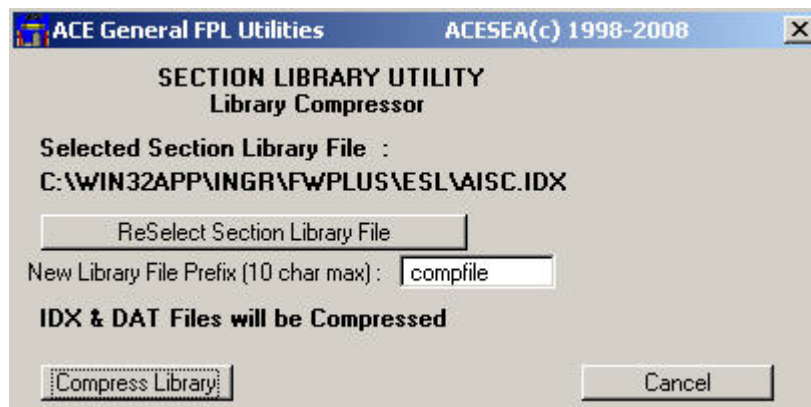 ACE General FPL Utilities ACESEA(c) 1998-2008
SECTION LIBRARY UTILITY
Library Compressor
Selected Section Library File :
C:\WIN32APP\INGR\FWPLUS\ESL\AISC.IDX
ReSelect Section Library File
New Library File Prefix (10 char max) : compfile
IDX & DAT Files will be Compressed
Compress Library Cancel